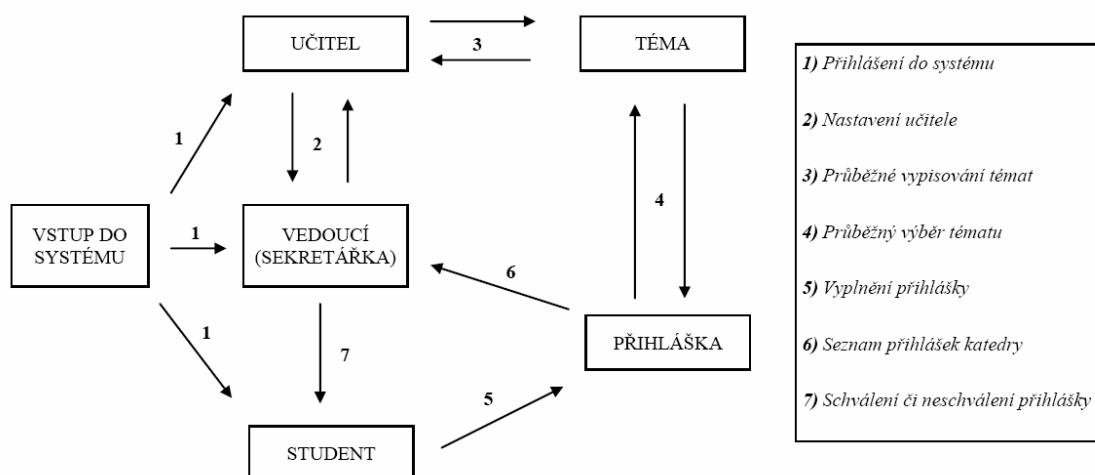 UČITEL
3
TÉMA
1
2
VSTUP DO
SYSTÉMU
1
VEDOUCÍ
(SEKRETÁŘKA)
4
6
1
7
PŘIHLÁŠKA
5
STUDENT
1) Přihlášení do systému
2) Nastavení učitele
3) Průběžné vypisování témat
4) Průběžný výběr tématu
5) Vyplnění přihlášky
6) Seznam přihlášek katedry
7) Schválení či neschválení přihlášky